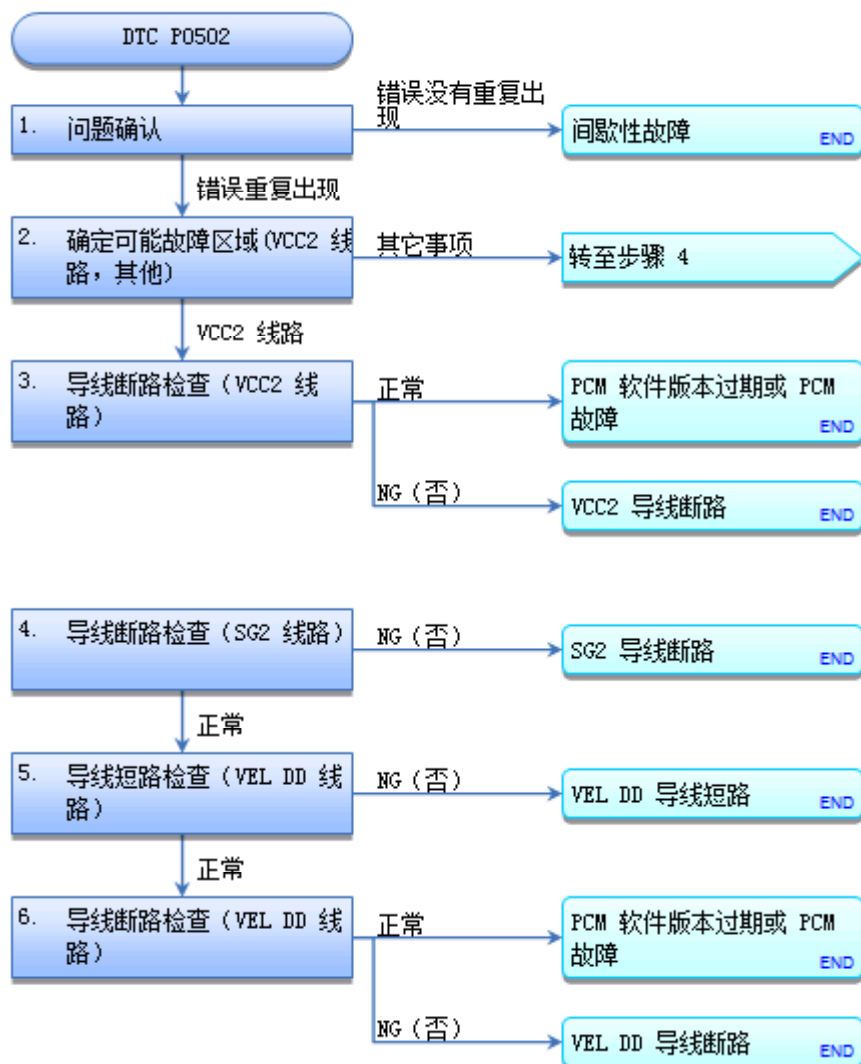 DTC P0502
1. 问题确认
错误没有重复出
现
间歇性故障
END
错误重复出现
2. 确定可能故障区域(VCC2 线
路，其他)
其它事项
转至步骤 4
VCC2 线路
3. 导线断路检查（VCC2 线
路）
正常
PCM 软件版本过期或 PCM
故障
END
NG（否）
VCC2 导线断路
END
4. 导线断路检查（SG2 线路）
NG（否）
SG2 导线断路
END
正常
5. 导线短路检查（VEL DD 线
路）
NG（否）
VEL DD 导线短路
END
正常
6. 导线断路检查（VEL DD 线
路）
正常
PCM 软件版本过期或 PCM
故障
END
NG（否）
VEL DD 导线断路
END